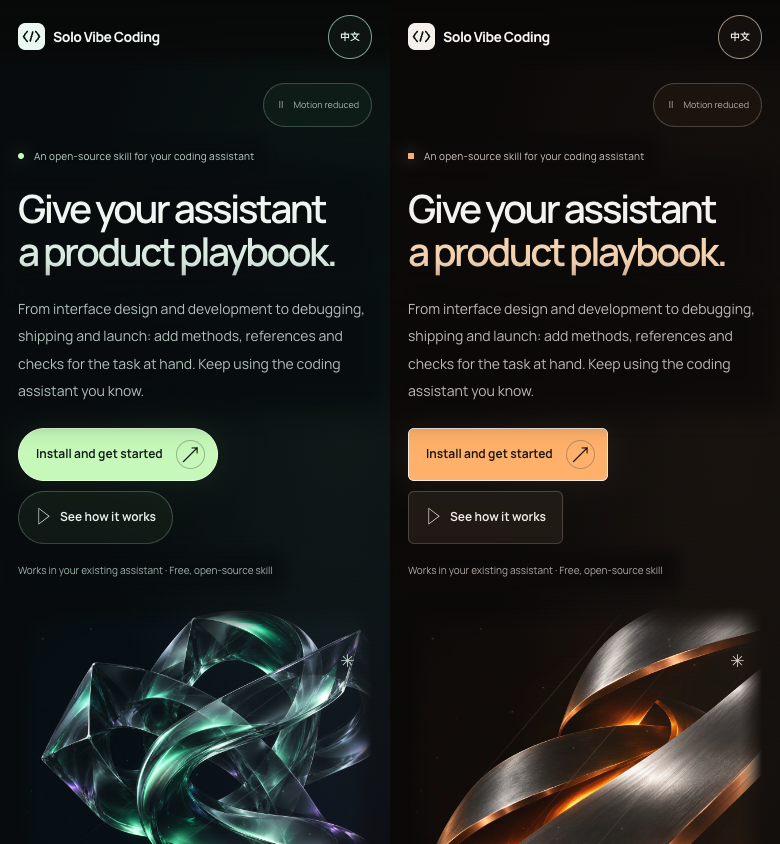 Solo Vibe Coding
中文
Motion reduced
An open-source skill for your coding assistant
Give your assistant
a product playbook.
From interface design and development to debugging,
shipping and launch: add methods, references and
checks for the task at hand. Keep using the coding
assistant you know.
Install and get started
See how it works
Works in your existing assistant · Free, open-source skill
Solo Vibe Coding
中文
Motion reduced
An open-source skill for your coding assistant
Give your assistant
a product playbook.
From interface design and development to debugging,
shipping and launch: add methods, references and
checks for the task at hand. Keep using the coding
assistant you know.
Install and get started
See how it works
Works in your existing assistant · Free, open-source skill